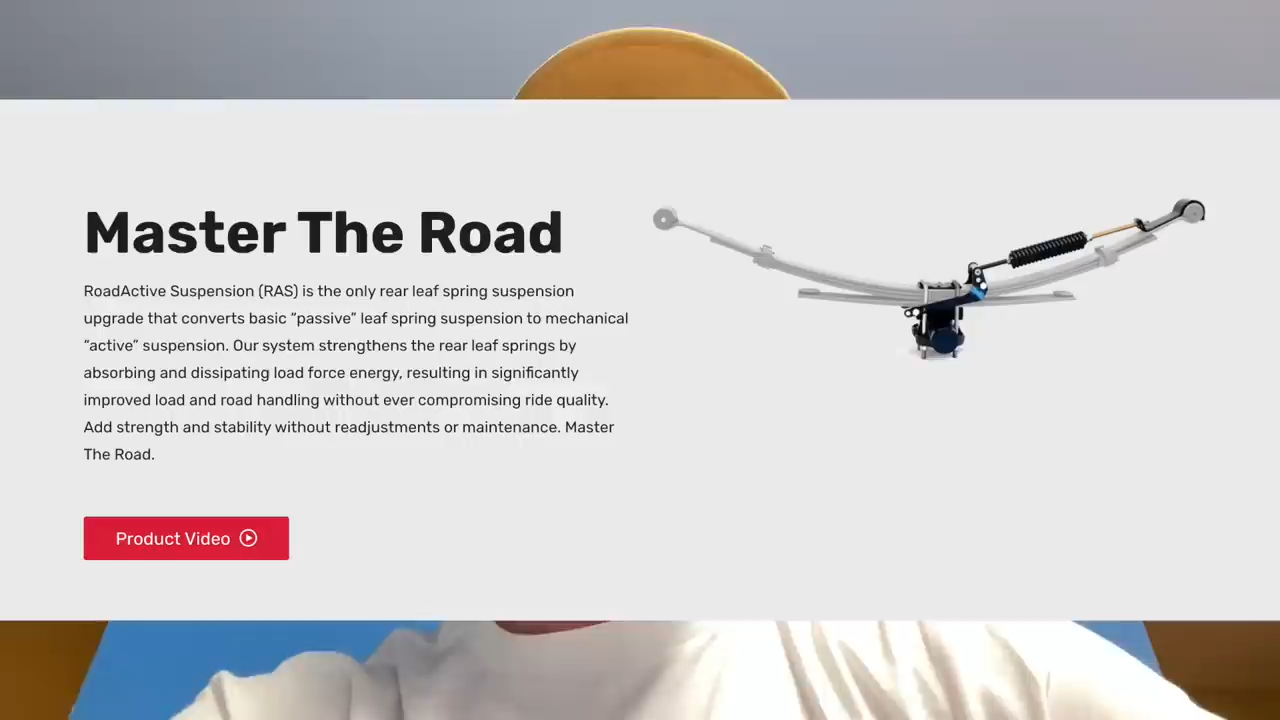 Master The Road
RoadActive Suspension (RAS) is the only rear leaf spring suspension
upgrade that converts basic “passive” leaf spring suspension to mechanical
“active” suspension. Our system strengthens the rear leaf springs by
absorbing and dissipating load force energy, resulting in significantly
improved load and road handling without ever compromising ride quality.
Add strength and stability without readjustments or maintenance. Master
The Road.
Product Video